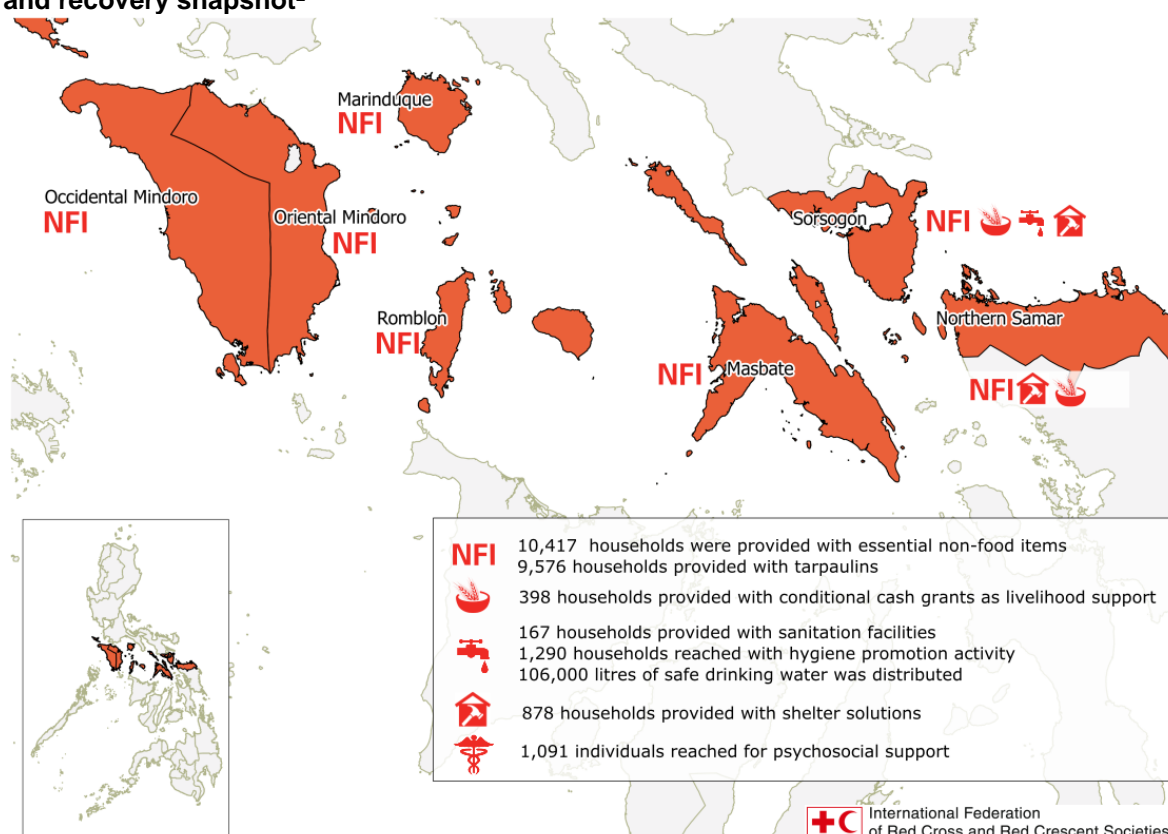 and recovery snapshot
Marinduque
NFI
Occidental Mindoro
NFI
Oriental Mindoro
NFI
Sorsogon
NFI
Romblon
NFI
Northern Samar
NFI
NFI
Masbate
NFI
10,417 households were provided with essential non-food items
9,576 households provided with tarpaulins
398 households provided with conditional cash grants as livelihood support
167 households provided with sanitation facilities
1,290 households reached with hygiene promotion activity
106,000 litres of safe drinking water was distributed
878 households provided with shelter solutions
1,091 individuals reached for psychosocial support
International Federation
of Red Cross and Red Crescent Societies